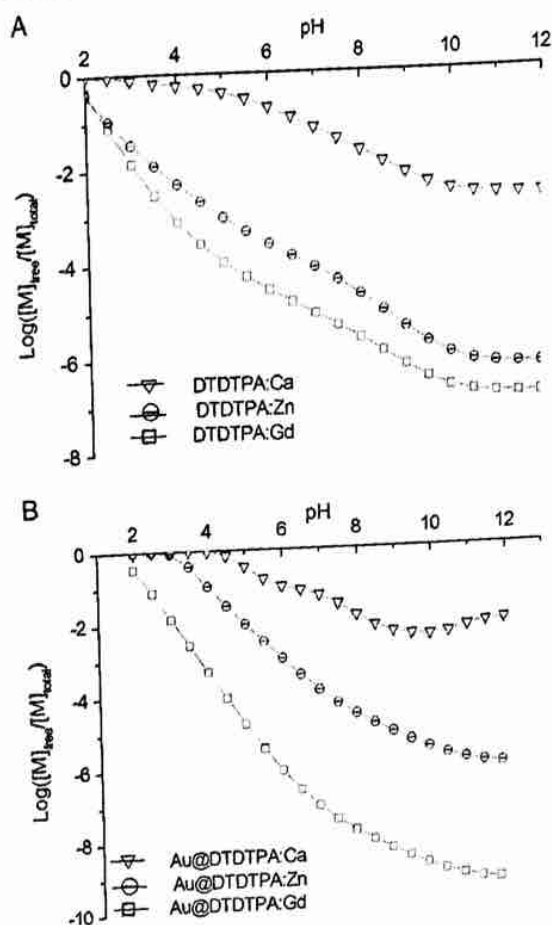 A
pH
2 4 6 8 10 12
0
-2
-4
-6
-8
Log([M]free/[M]total)
DTDTPA:Ca
DTDTPA:Zn
DTDTPA:Gd
B
pH
2 4 6 8 10 12
0
-2
-4
-6
-8
-10
Log([M]free/[M]total)
Au@DTDTPA:Ca
Au@DTDTPA:Zn
Au@DTDTPA:Gd